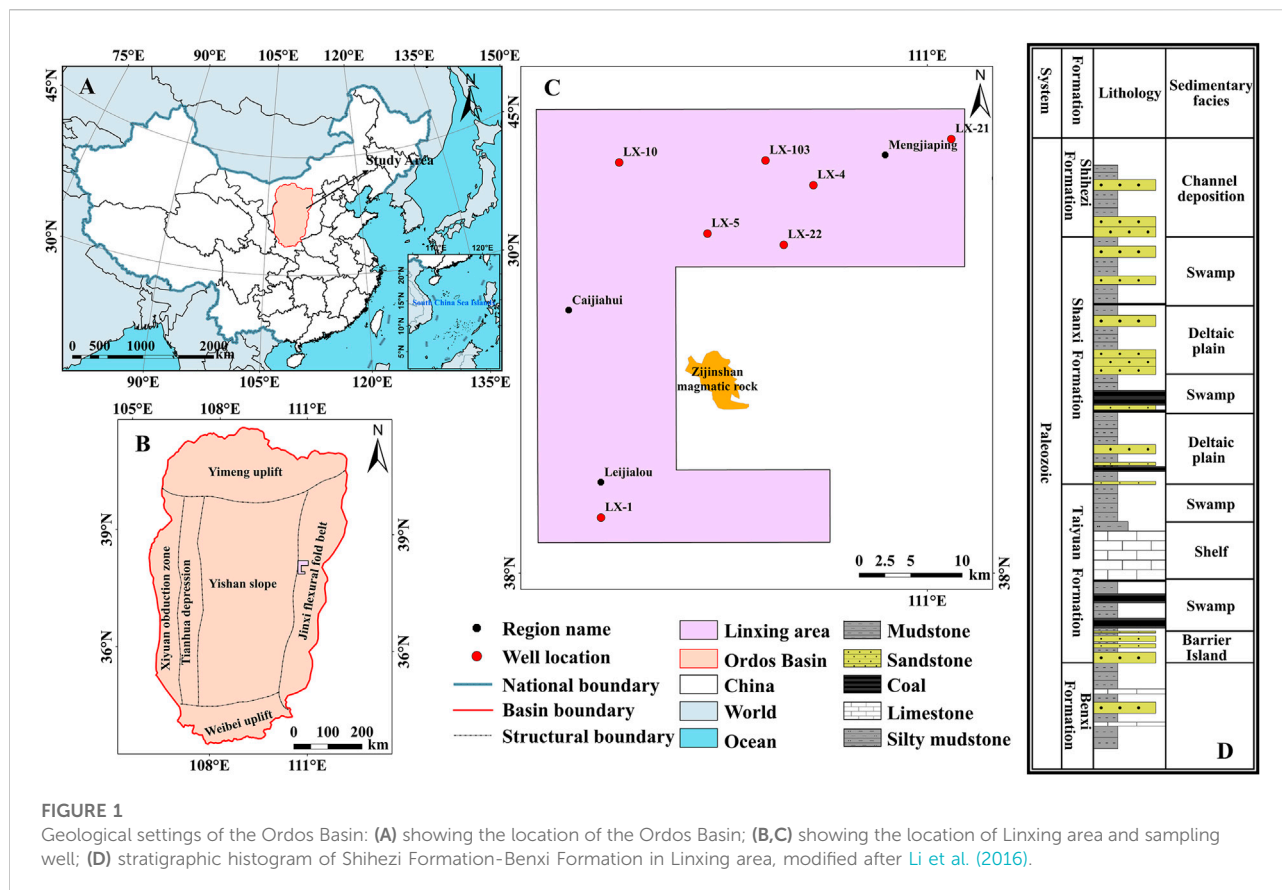 75°E
90°E
105°E
120°E
135°E
150°E
A
N
45°N
45°N
Study Area
30°N
30°N
110°E
120°E
20°N
15°N
10°N
5°N
South China Sea Island
0 500 1000 2000
km
90°E
105°E
120°E
135°E
105°E
108°E
111°E
B
N
Yimeng uplift
39°N
39°N
Xiyuan obduction zone
Tianhua depression
Yishan slope
Jinxi flexural fold belt
36°N
36°N
Weibei uplift
0 100 200
km
108°E
111°E
C
111°E
N
LX-21
Mengjiaping
LX-10
LX-103
LX-4
LX-5
LX-22
Caijiahui
Zijinshan
magmatic rock
Leijialou
LX-1
0 2.5 5 10
km
38°N
38°N
111°E
Region name
Well location
National boundary
Basin boundary
Structural boundary
Linxing area
Ordos Basin
China
World
Ocean
Mudstone
Sandstone
Coal
Limestone
Silty mudstone
System
Formation
Lithology
Sedimentary
facies
Paleozoic
Shihezi
Formation
Shanxi Formation
Taiyuan Formation
Benxi
Formation
Channel
deposition
Swamp
Deltaic
plain
Swamp
Deltaic
plain
Swamp
Shelf
Swamp
Barrier
Island
D
FIGURE 1
Geological settings of the Ordos Basin: (A) showing the location of the Ordos Basin; (B,C) showing the location of Linxing area and sampling
well; (D) stratigraphic histogram of Shihezi Formation-Benxi Formation in Linxing area, modified after Li et al. (2016).